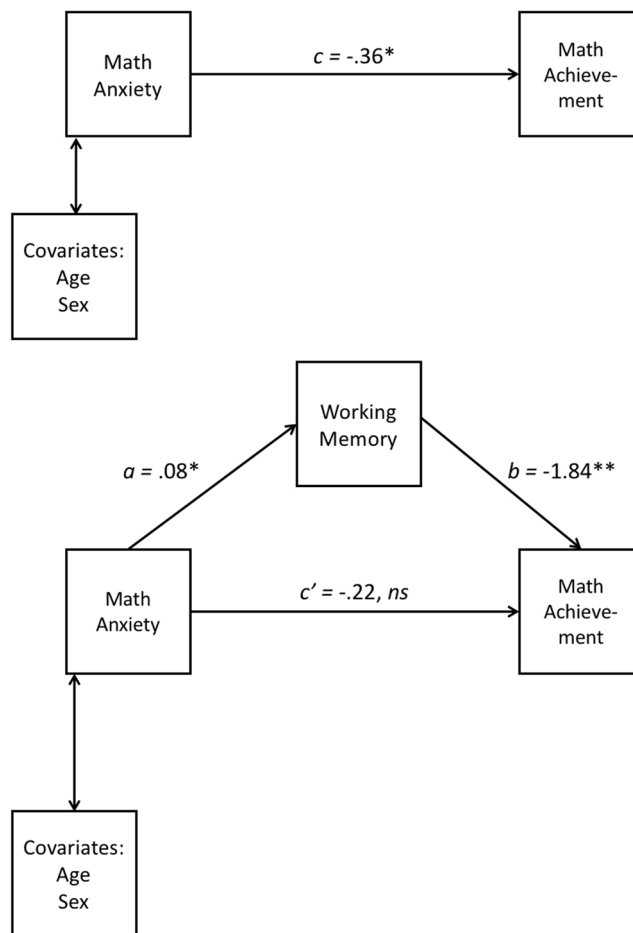 Math
Anxiety
c = -.36*
Math
Achieve-
ment
Covariates:
Age
Sex
Working
Memory
a = .08*
b = -1.84**
Math
Anxiety
c’ = -.22, ns
Math
Achieve-
ment
Covariates:
Age
Sex